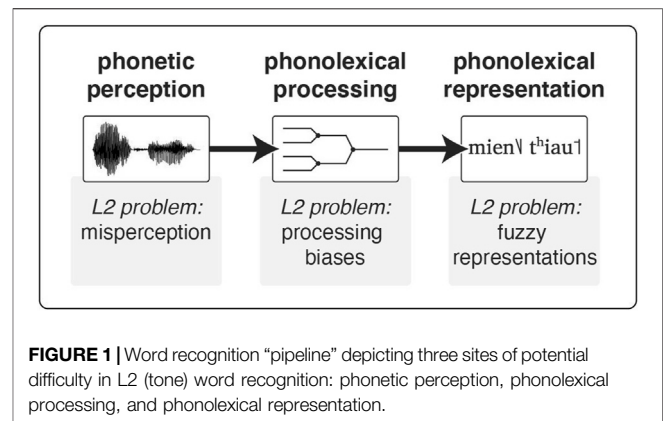 phonetic perception
phonolexical processing
phonolexical representation
mien˥˩ tʰiau˥
L2 problem: misperception
L2 problem: processing biases
L2 problem: fuzzy representations
FIGURE 1 | Word recognition “pipeline” depicting three sites of potential
difficulty in L2 (tone) word recognition: phonetic perception, phonolexical
processing, and phonolexical representation.